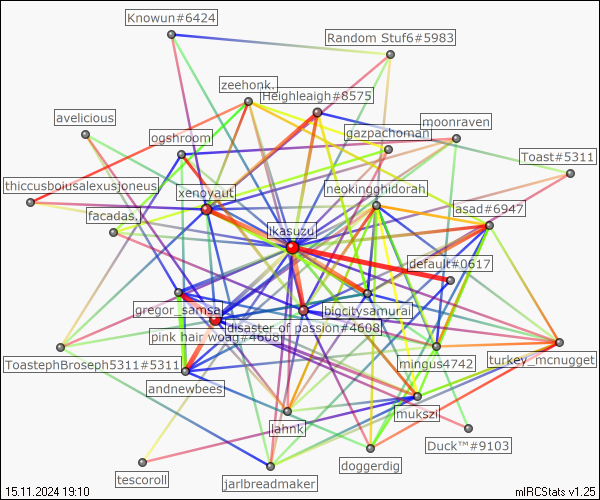 Knowun#6424
Random Stuf6#5983
zeehonk.
Heighleaigh#8575
avelicious
moonraven
gazpachoman
ogshroom
Toast#5311
thiccusboiusalexusjoneus
xenoyaut
neokingghidorah
facadas.
asad#6947
ikasuzu
default#0617
gregor_samsa
bigcitysamurai
disaster of passion#4608
pink hair woag#4608
ToastephBroseph5311#5311
mingus4742
turkey_mcnugget
andnewbees
mukszi
lahnk
Duck™#9103
doggerdig
tescoroll
jarlbreadmaker
15.11.2024 19:10
mIRCStats v1.25